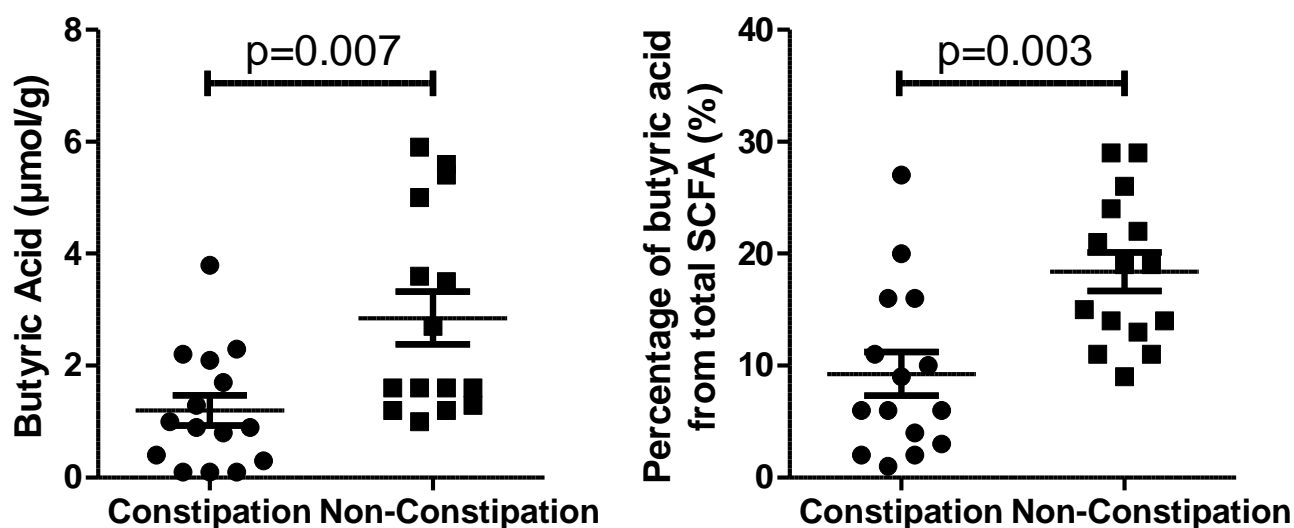 Butyric Acid (µmol/g)
8
6
4
2
0
p=0.007
Constipation Non-Constipation
Percentage of butyric acid
from total SCFA (%)
40
30
20
10
0
p=0.003
Constipation Non-Constipation